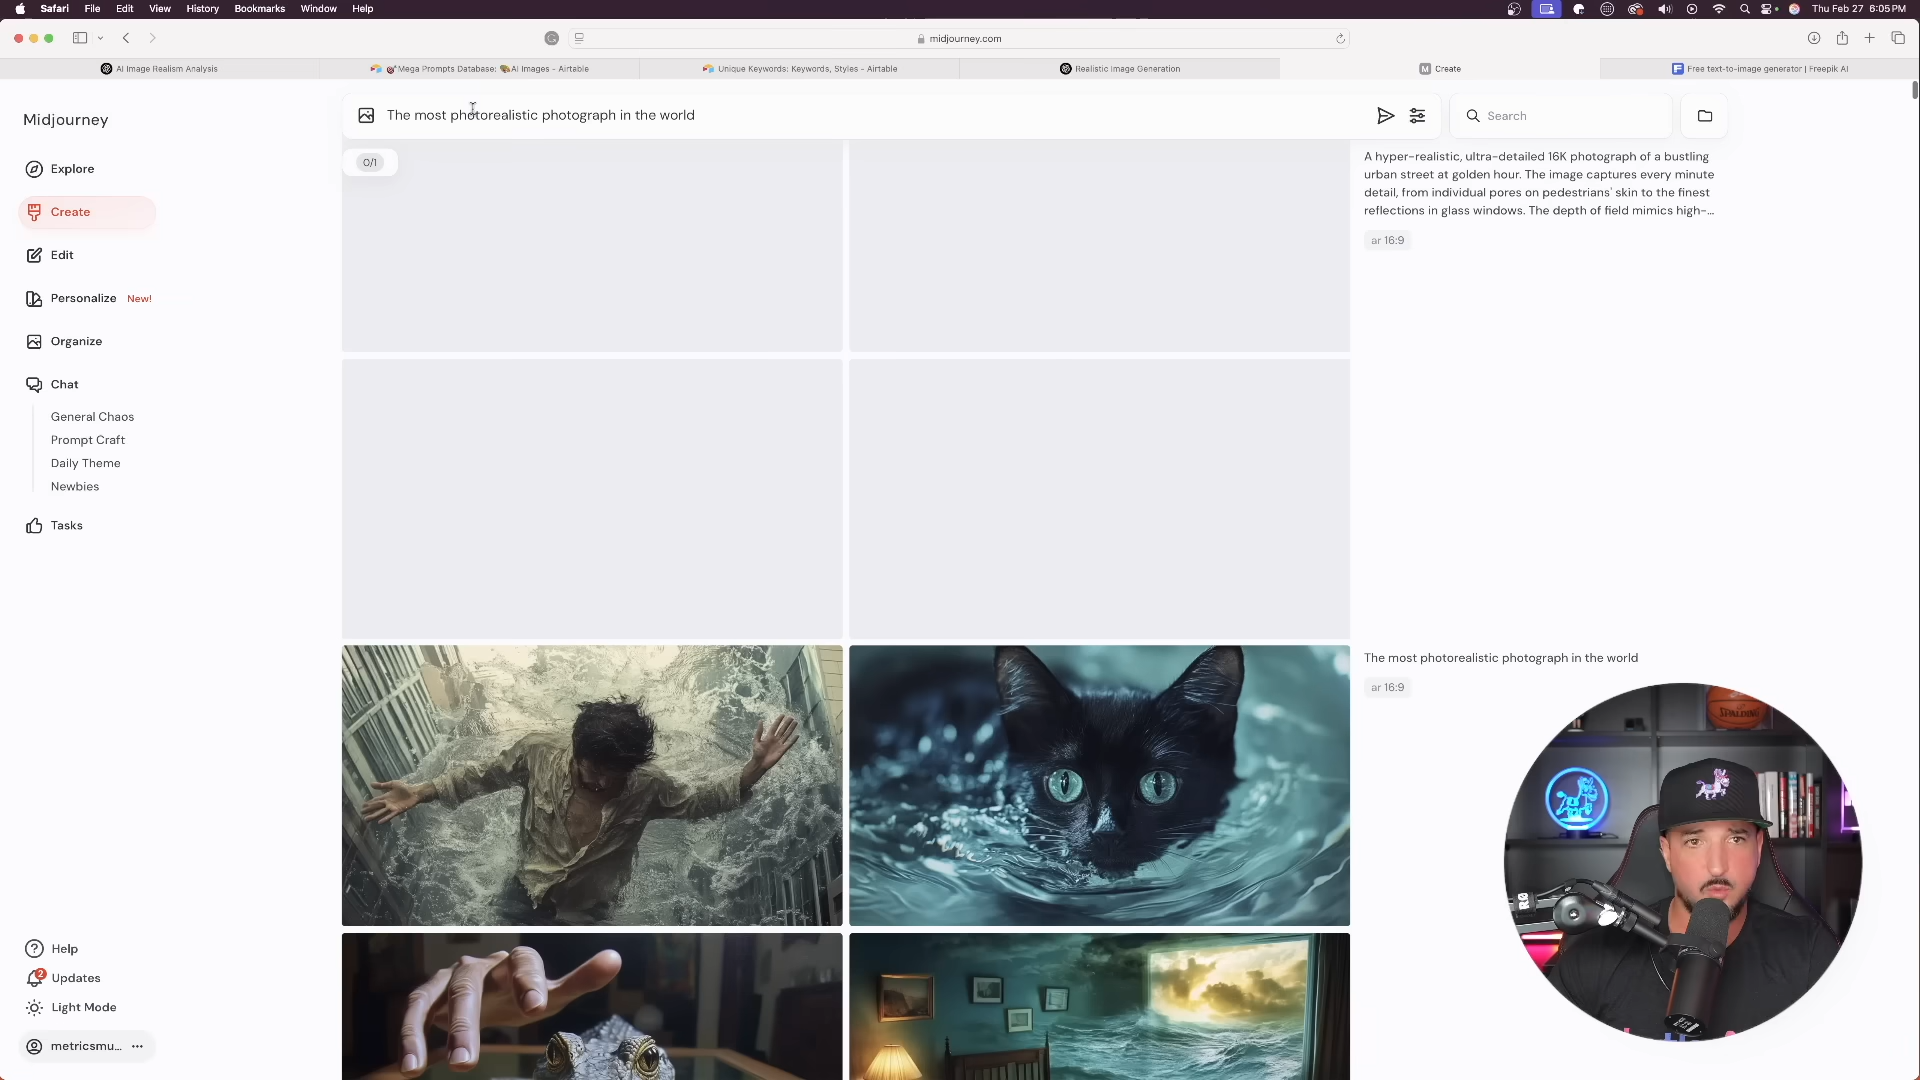 Safari File Edit View History Bookmarks Window Help
Thu Feb 27 6:05 PM
midjourney.com
AI Image Realism Analysis
Mega Prompts Database: AI Images - Airtable
Unique Keywords: Keywords, Styles - Airtable
Realistic Image Generation
M Create
Free text-to-image generator | Freepik AI
Midjourney
The most photorealistic photograph in the world
Search
0/1
Explore
Create
Edit
Personalize New!
Organize
Chat
General Chaos
Prompt Craft
Daily Theme
Newbies
Tasks
A hyper-realistic, ultra-detailed 16K photograph of a bustling
urban street at golden hour. The image captures every minute
detail, from individual pores on pedestrians' skin to the finest
reflections in glass windows. The depth of field mimics high-...
ar 16:9
The most photorealistic photograph in the world
ar 16:9
SPALDING
Help
2
Updates
Light Mode
metricsmu... ...